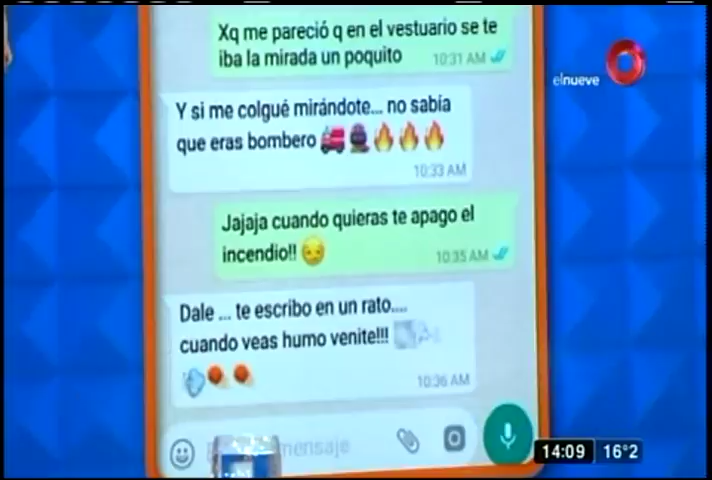 Xq me pareció q en el vestuario se te
iba la mirada un poquito 10:31 AM
elnueve
Y si me colgué mirándote... no sabía
que eras bombero
10:33 AM
Jajaja cuando quieras te apago el
incendio!! 10:35 AM
Dale ... te escribo en un rato....
cuando veas humo venite!!!
10:36 AM
mensaje
14:09 16°2